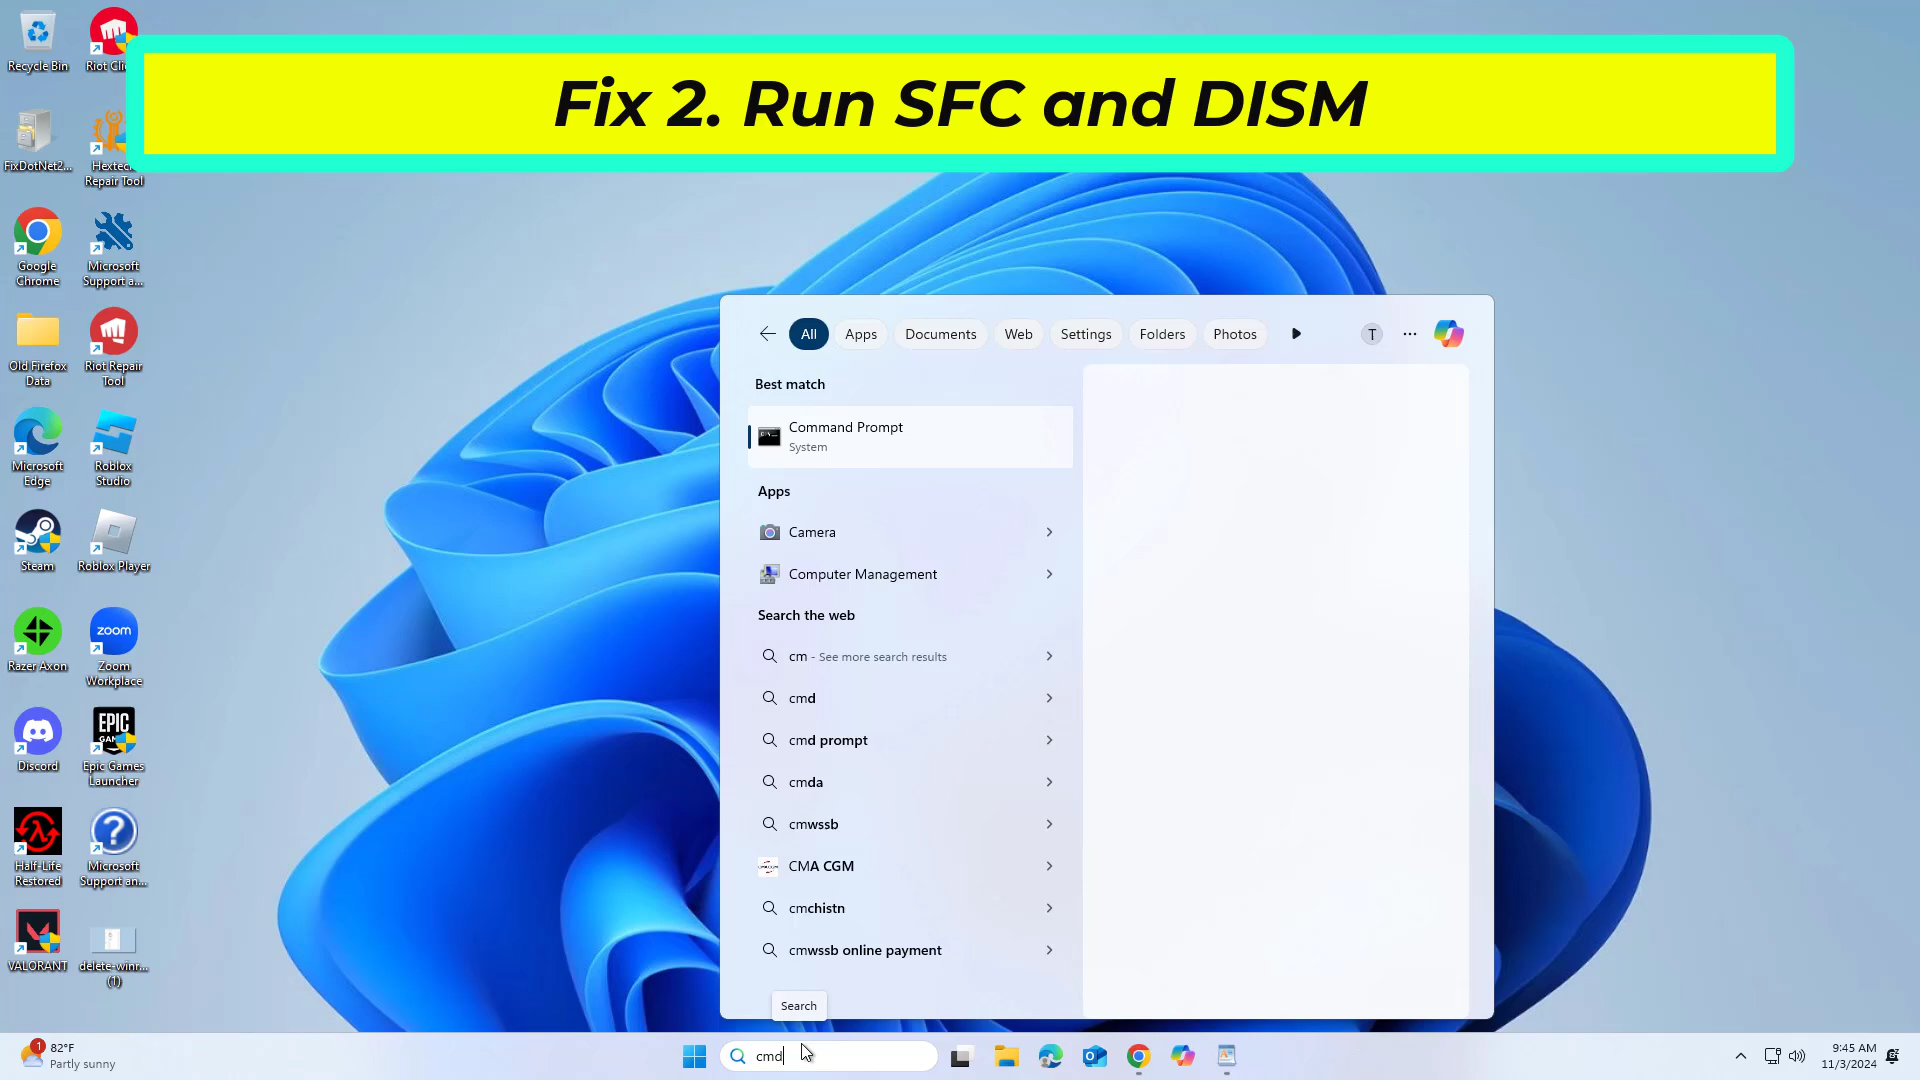 Fix 2. Run SFC and DISM
Recycle Bin
Riot Cli
FixDotNet2...
Hextech
Repair Tool
Google
Chrome
Microsoft
Support a...
Old Firefox
Data
Riot Repair
Tool
Microsoft
Edge
Roblox
Studio
Steam
Roblox Player
Razer Axon
zoom
Zoom
Workplace
Discord
EPIC
GAMES
Epic Games
Launcher
Half-Life
Restored
Microsoft
Support an...
VALORANT
delete-winr...
(1)
All
Apps
Documents
Web
Settings
Folders
Photos
T
Best match
Command Prompt
System
Apps
Camera
Computer Management
Search the web
cm - See more search results
cmd
cmd prompt
cmda
cmwssb
CMA CGM
cmchistn
cmwssb online payment
Search
1
82°F
Partly sunny
cmd
9:45 AM
11/3/2024